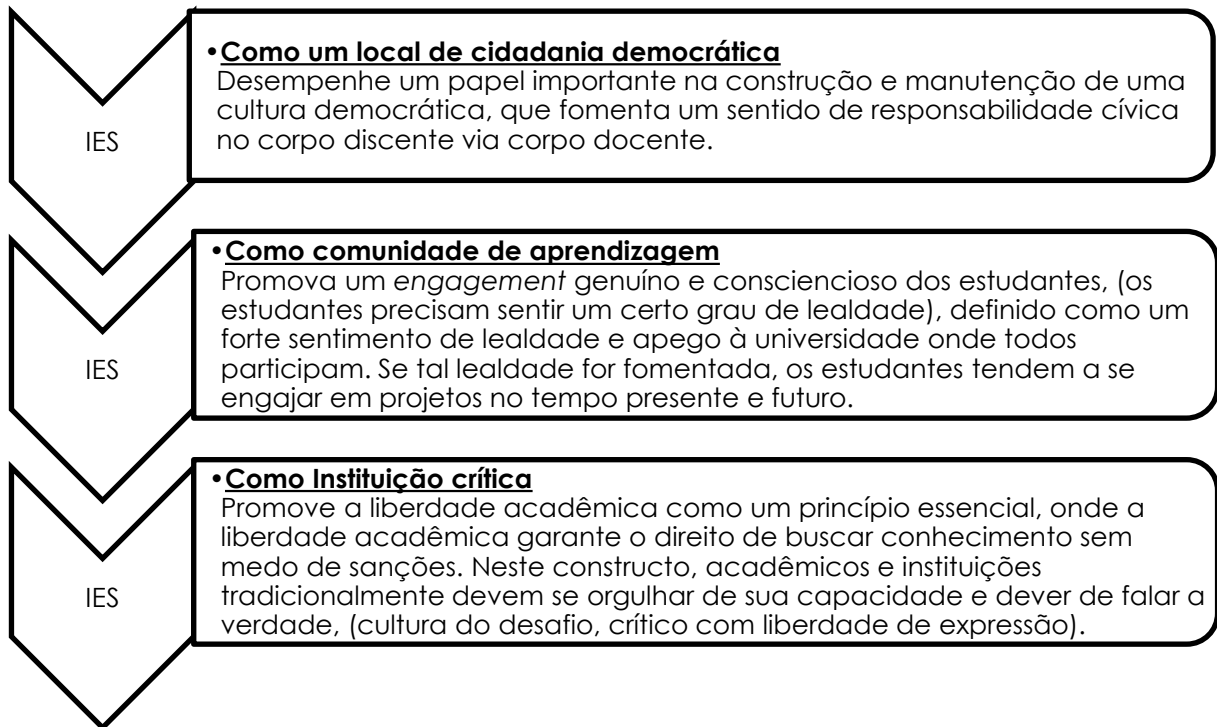 IES
•Como um local de cidadania democrática
Desempenhe um papel importante na construção e manutenção de uma
cultura democrática, que fomenta um sentido de responsabilidade cívica
no corpo discente via corpo docente.
IES
•Como comunidade de aprendizagem
Promova um engagement genuíno e consciencioso dos estudantes, (os
estudantes precisam sentir um certo grau de lealdade), definido como um
forte sentimento de lealdade e apego à universidade onde todos
participam. Se tal lealdade for fomentada, os estudantes tendem a se
engajar em projetos no tempo presente e futuro.
IES
•Como Instituição crítica
Promove a liberdade acadêmica como um princípio essencial, onde a
liberdade acadêmica garante o direito de buscar conhecimento sem
medo de sanções. Neste constructo, acadêmicos e instituições
tradicionalmente devem se orgulhar de sua capacidade e dever de falar a
verdade, (cultura do desafio, crítico com liberdade de expressão).